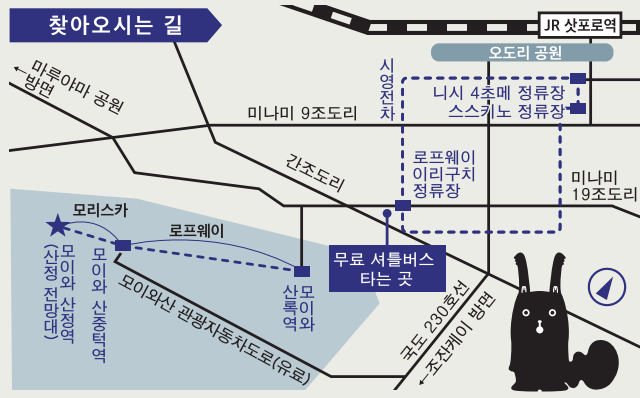 찾아오시는 길
JR 삿포로역
오도리 공원
←마루야마 공원
방면
시영전차
니시 4초메 정류장
스스키노 정류장
미나미 9조도리
간조도리
로프웨이
이리구치
정류장
미나미
19조도리
모리스카
로프웨이
무료 셔틀버스
타는 곳
모이와 산정역
(산정 전망대)
모이와 산중턱역
모이와
산록역
모이와산 관광자동차도로(유료)
국도 230호선
←조잔케이 방면